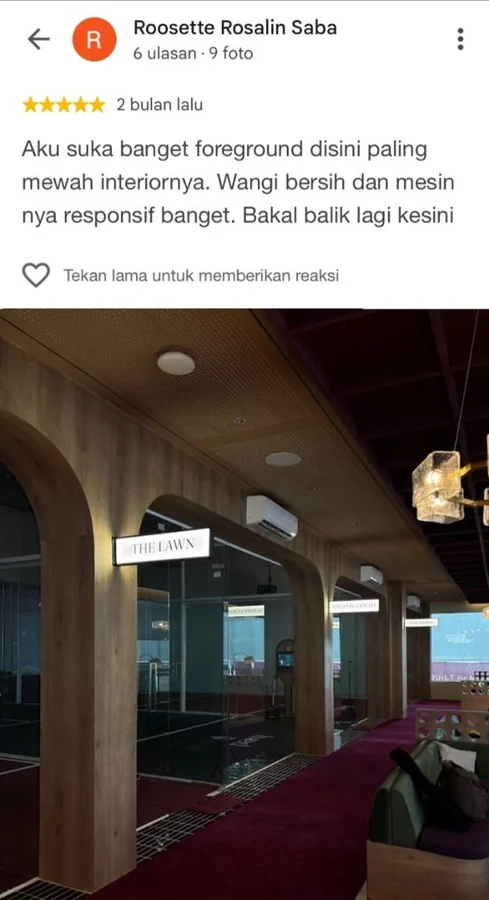 Roosette Rosalin Saba
6 ulasan · 9 foto
R
2 bulan lalu
Aku suka banget foreground disini paling
mewah interiornya. Wangi bersih dan mesin
nya responsif banget. Bakal balik lagi kesini
Tekan lama untuk memberikan reaksi
THE LAWN